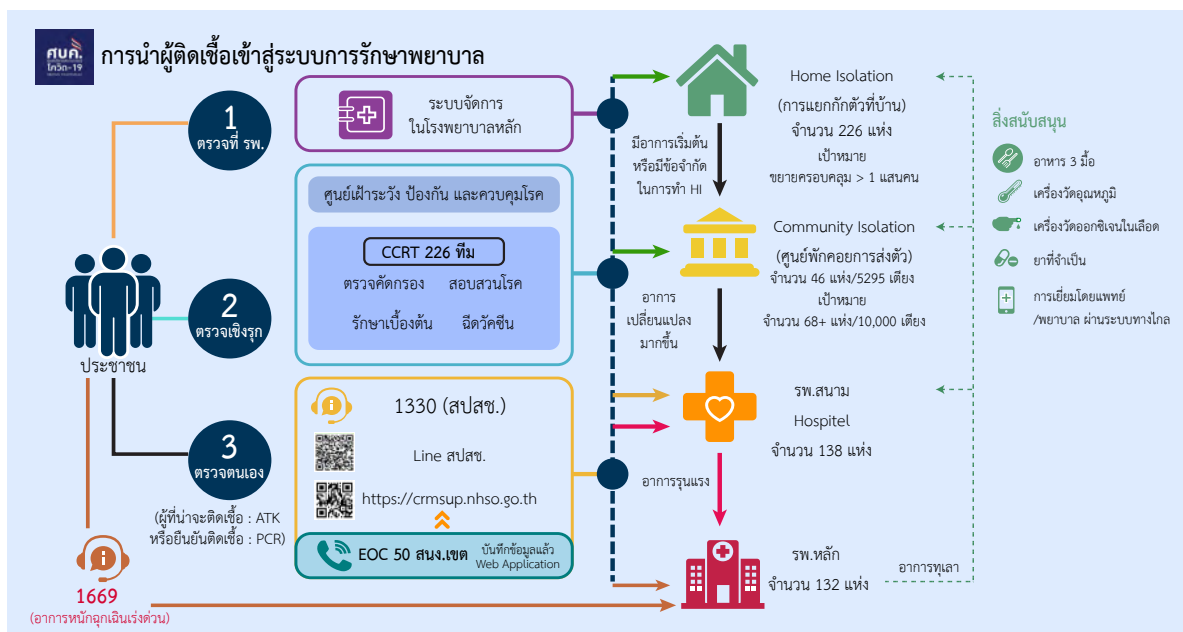 ศบค.
โควิด-19
การนำผู้ติดเชื้อเข้าสู่ระบบการรักษาพยาบาล
ประชาชน
1
ตรวจที่ รพ.
2
ตรวจเชิงรุก
3
ตรวจตนเอง
(ผู้ที่น่าจะติดเชื้อ : ATK
หรือยืนยันติดเชื้อ : PCR)
1669
(อาการหนักฉุกเฉินเร่งด่วน)
ระบบจัดการ
ในโรงพยาบาลหลัก
ศูนย์เฝ้าระวัง ป้องกัน และควบคุมโรค
CCRT 226 ทีม
ตรวจคัดกรอง สอบสวนโรค
รักษาเบื้องต้น ฉีดวัคซีน
1330 (สปสช.)
Line สปสช.
https://crmsup.nhso.go.th
EOC 50 สนง.เขต
บันทึกข้อมูลแล้ว
Web Application
มีอาการเริ่มต้น
หรือมีข้อจำกัด
ในการทำ HI
อาการ
เปลี่ยนแปลง
มากขึ้น
อาการรุนแรง
Home Isolation
(การแยกกักตัวที่บ้าน)
จำนวน 226 แห่ง
เป้าหมาย
ขยายครอบคลุม > 1 แสนคน
Community Isolation
(ศูนย์พักคอยการส่งตัว)
จำนวน 46 แห่ง/5295 เตียง
เป้าหมาย
จำนวน 68+ แห่ง/10,000 เตียง
รพ.สนาม
Hospitel
จำนวน 138 แห่ง
รพ.หลัก
จำนวน 132 แห่ง
อาการทุเลา
สิ่งสนับสนุน
อาหาร 3 มื้อ
เครื่องวัดอุณหภูมิ
เครื่องวัดออกซิเจนในเลือด
ยาที่จำเป็น
การเยี่ยมโดยแพทย์
/พยาบาล ผ่านระบบทางไกล